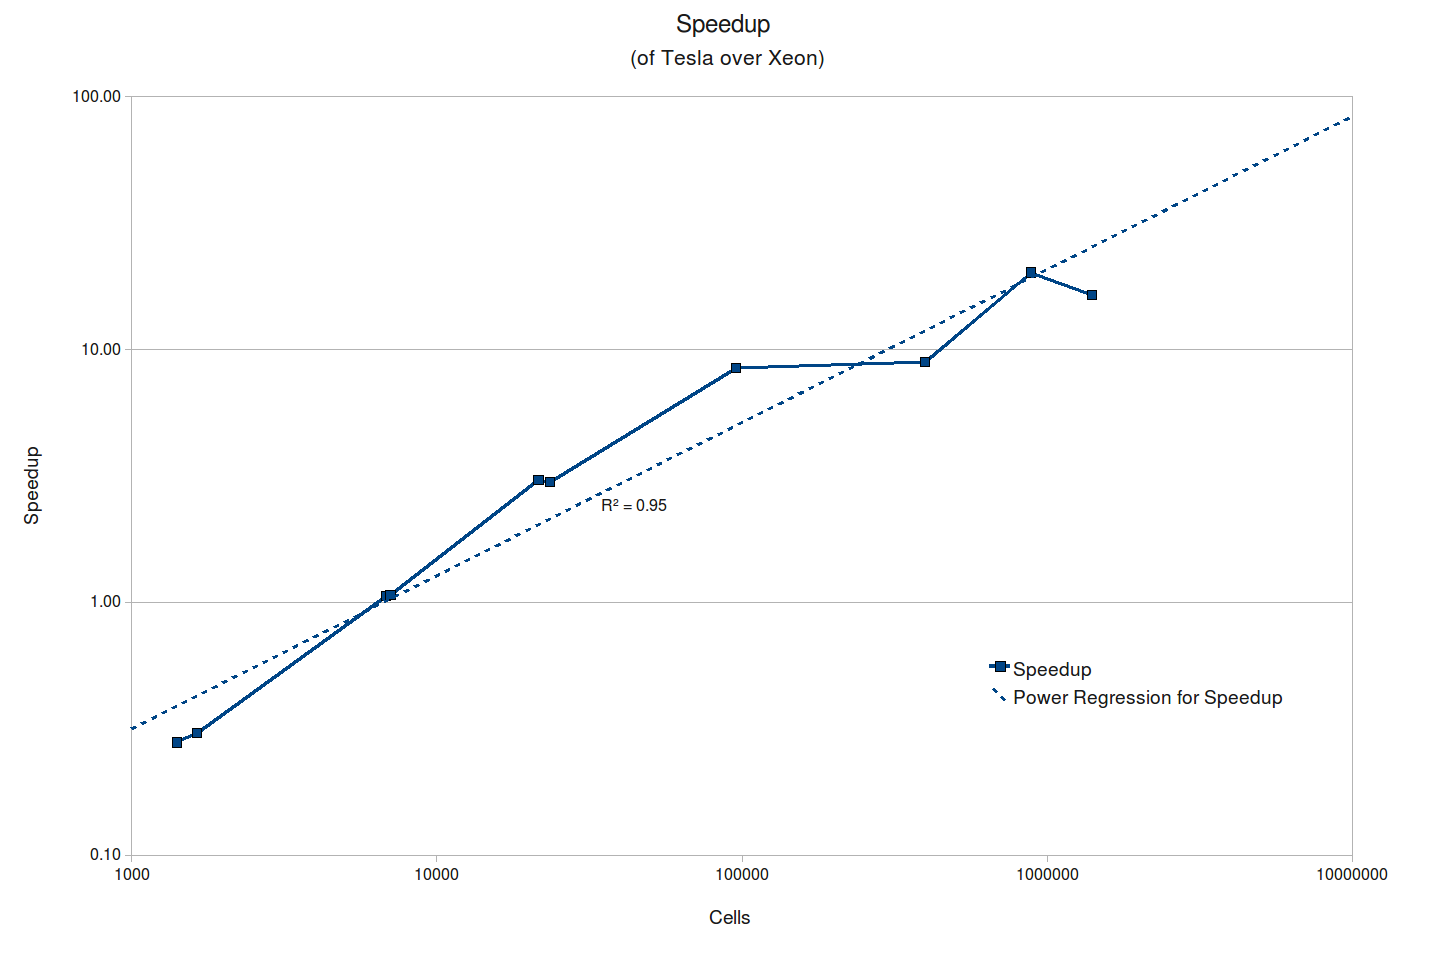 Speedup
(of Tesla over Xeon)
100.00
10.00
Speedup
R² = 0.95
1.00
Speedup
Power Regression for Speedup
0.10
1000 10000 100000 1000000 10000000
Cells